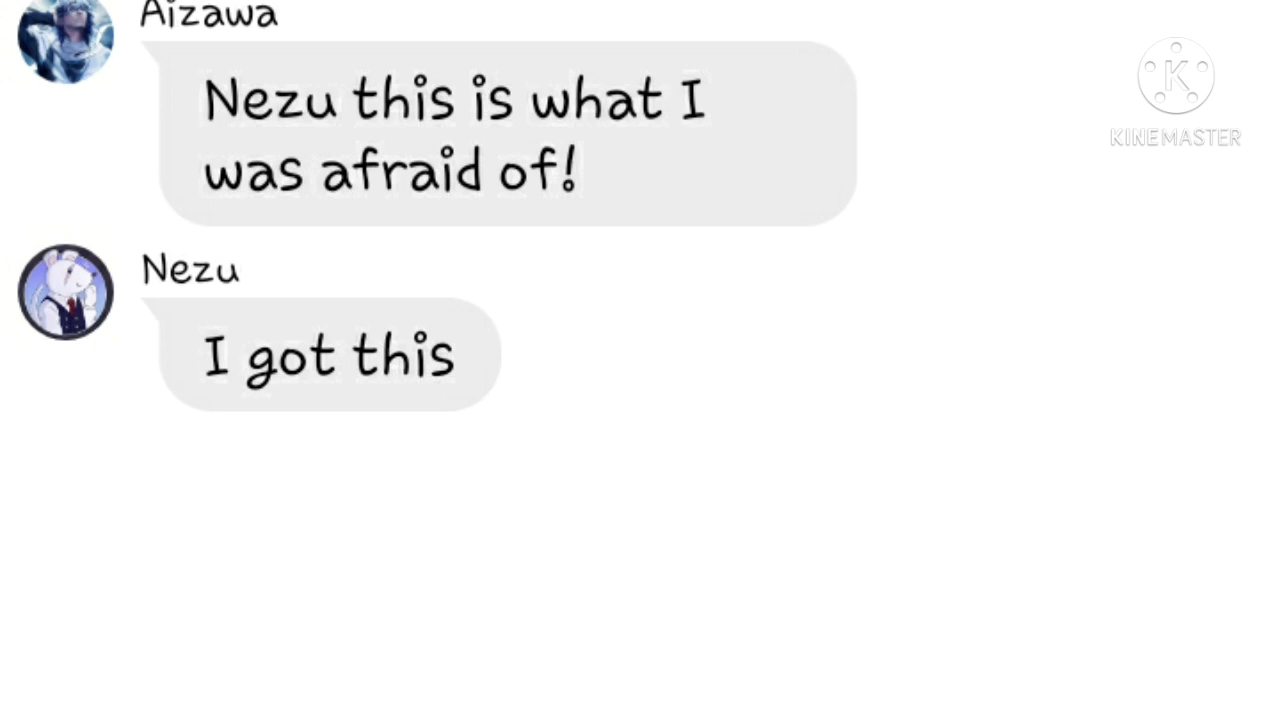 Aizawa
Nezu this is what I
was afraid of!
Nezu
I got this
K
KINEMASTER